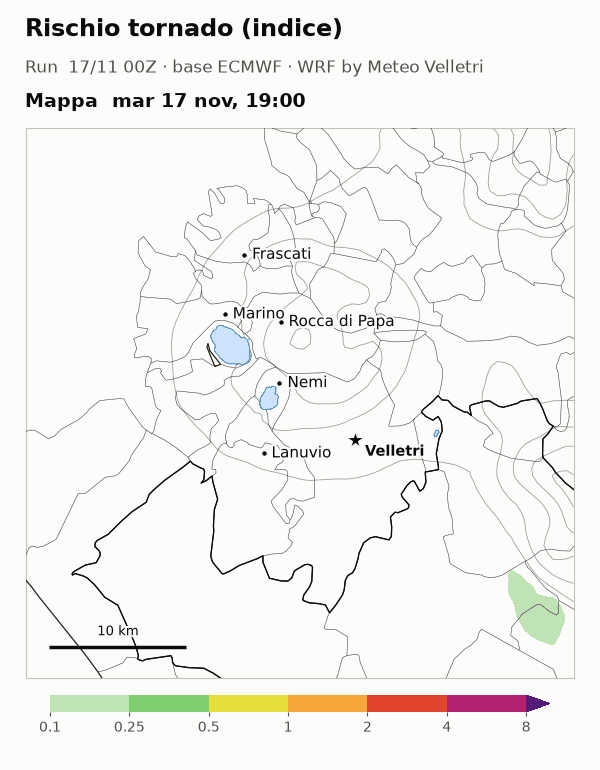 Rischio tornado (indice)
Run  17/11 00Z · base ECMWF · WRF by Meteo Velletri
Mappa  mar 17 nov, 19:00
Frascati
Marino
Rocca di Papa
Nemi
Velletri
Lanuvio
10 km
0.1 0.25 0.5 1 2 4 8